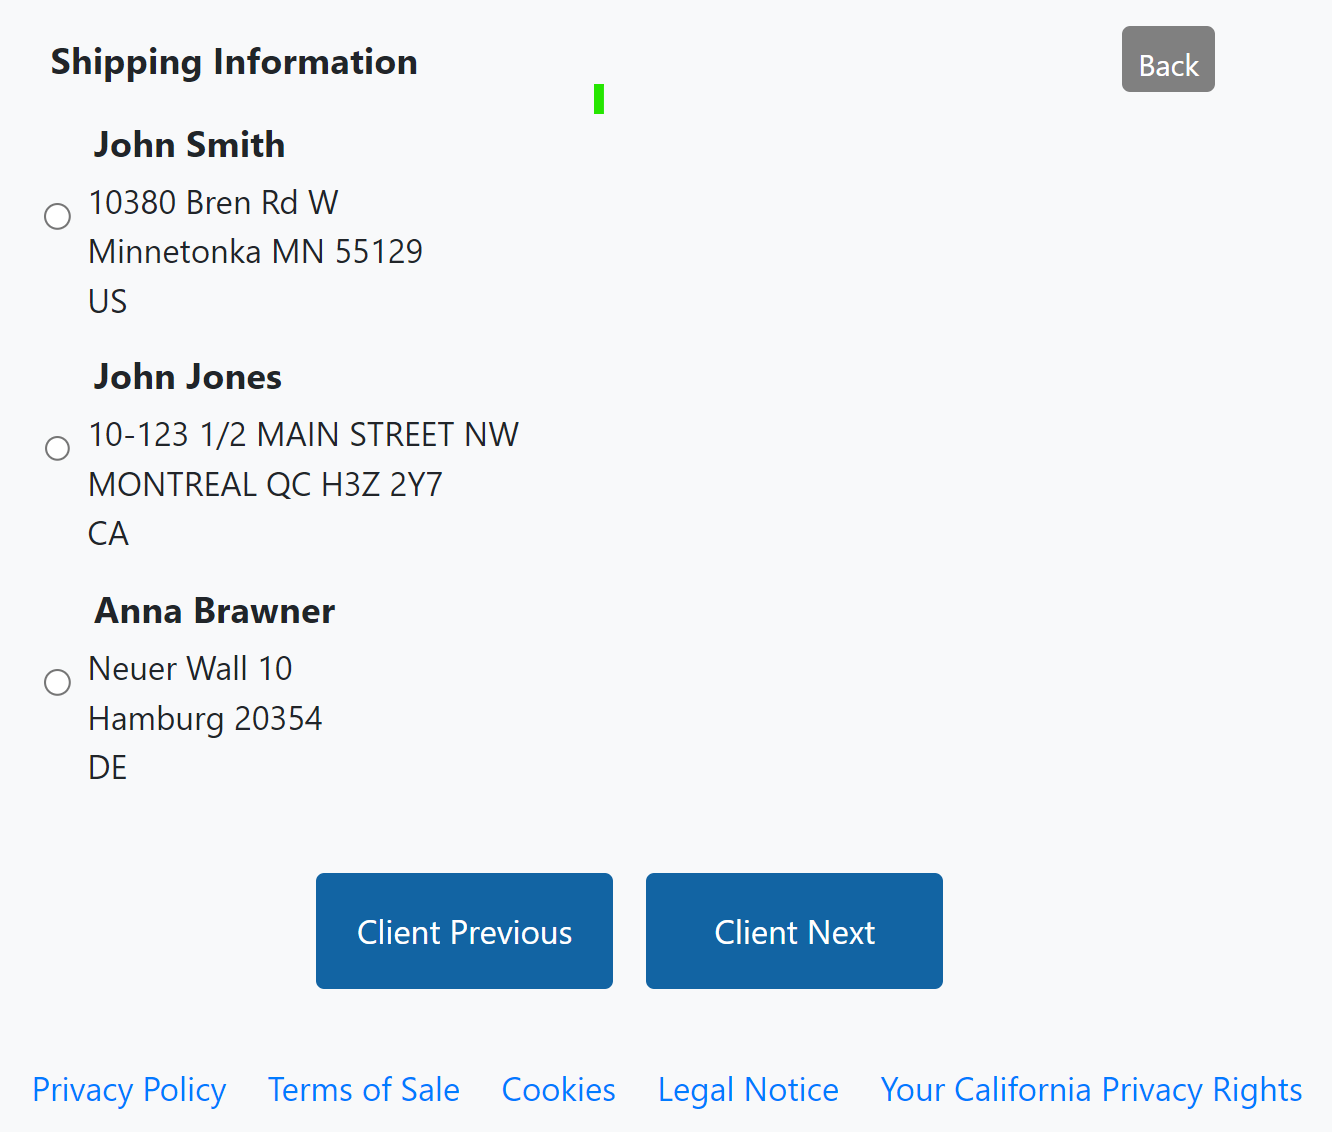 Shipping Information
Back
John Smith
10380 Bren Rd W
Minnetonka MN 55129
US
John Jones
10-123 1/2 MAIN STREET NW
MONTREAL QC H3Z 2Y7
CA
Anna Brawner
Neuer Wall 10
Hamburg 20354
DE
Client Previous
Client Next
Privacy Policy
Terms of Sale
Cookies
Legal Notice
Your California Privacy Rights